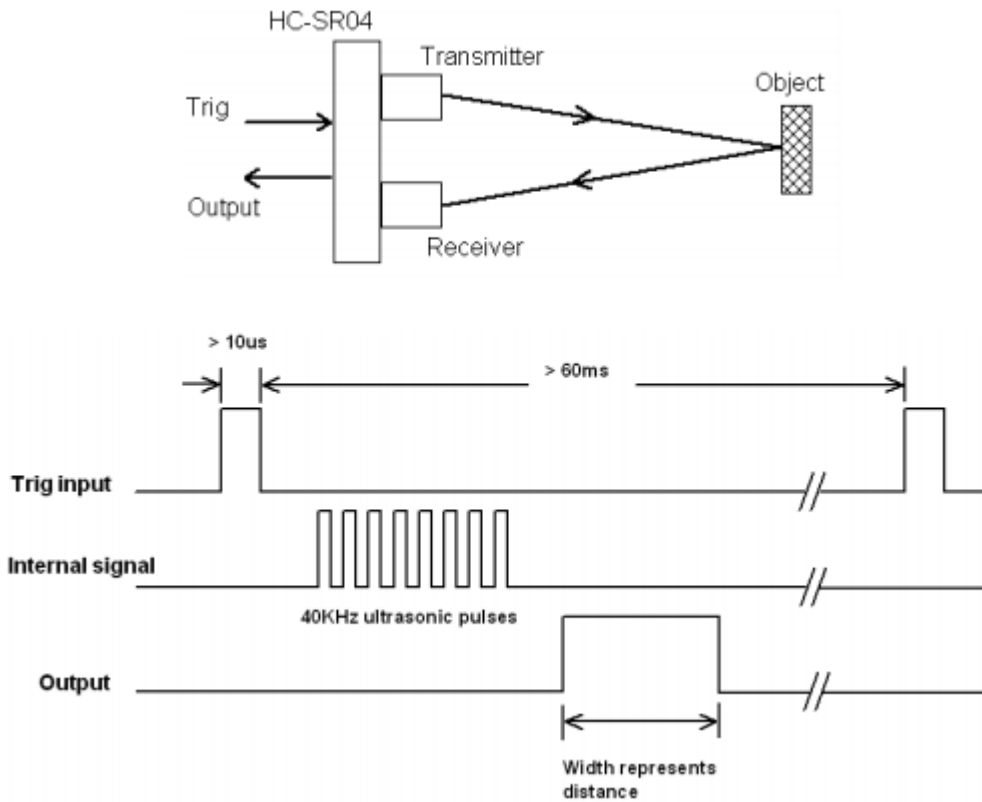 HC-SR04
Transmitter
Object
Trig
Output
Receiver
> 10us
> 60ms
Trig input
Internal signal
40KHz ultrasonic pulses
Output
Width represents
distance